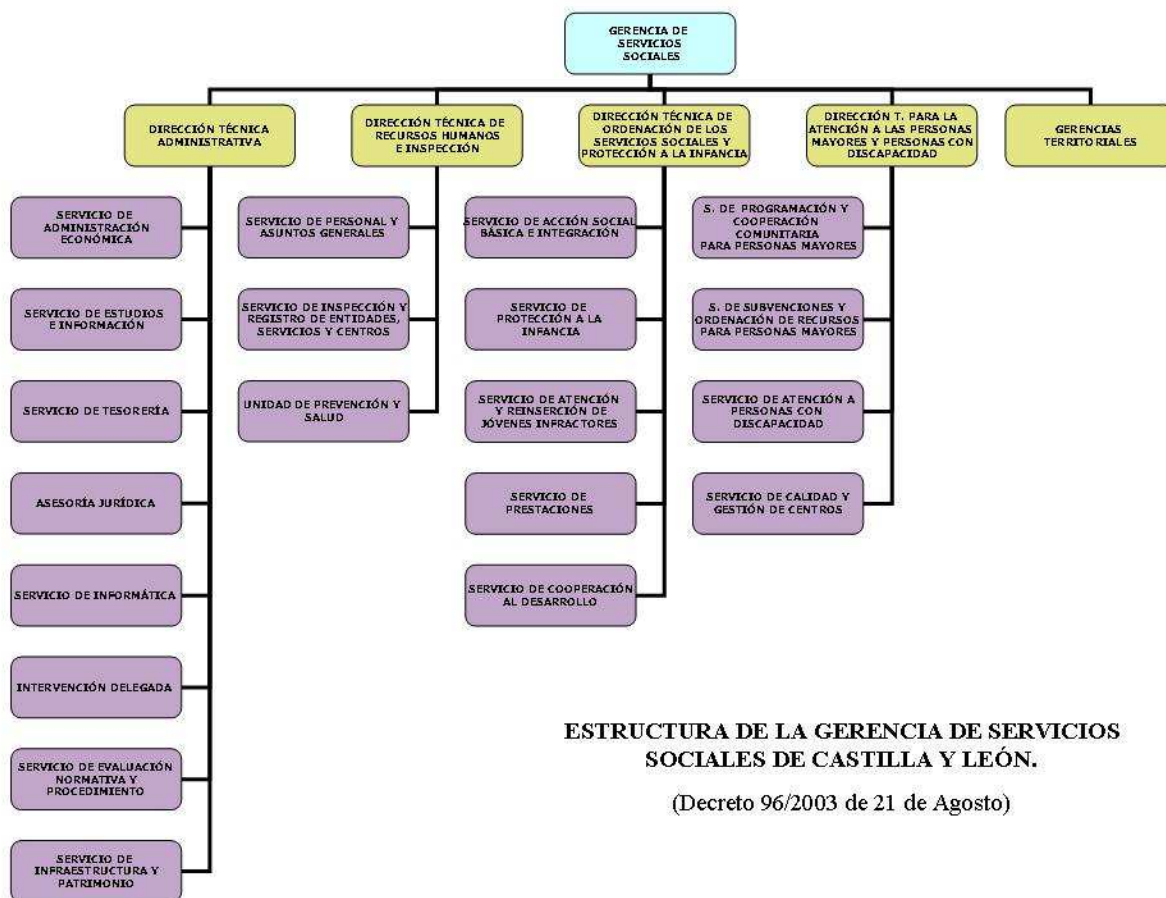 GERENCIA DE
SERVICIOS
SOCIALES
DIRECCIÓN TÉCNICA
ADMINISTRATIVA
DIRECCIÓN TÉCNICA DE
RECURSOS HUMANOS
E INSPECCIÓN
DIRECCIÓN TÉCNICA DE
ORDENACIÓN DE LOS
SERVICIOS SOCIALES Y
PROTECCIÓN A LA INFANCIA
DIRECCIÓN T. PARA LA
ATENCIÓN A LAS PERSONAS
MAYORES Y PERSONAS CON
DISCAPACIDAD
GERENCIAS
TERRITORIALES
SERVICIO DE
ADMINISTRACIÓN
ECONÓMICA
SERVICIO DE ESTUDIOS
E INFORMACIÓN
SERVICIO DE TESORERÍA
ASESORÍA JURÍDICA
SERVICIO DE INFORMÁTICA
INTERVENCIÓN DELEGADA
SERVICIO DE EVALUACIÓN
NORMATIVA Y
PROCEDIMIENTO
SERVICIO DE
INFRAESTRUCTURA Y
PATRIMONIO
SERVICIO DE PERSONAL Y
ASUNTOS GENERALES
SERVICIO DE INSPECCIÓN Y
REGISTRO DE ENTIDADES,
SERVICIOS Y CENTROS
UNIDAD DE PREVENCIÓN Y
SALUD
SERVICIO DE ACCIÓN SOCIAL
BÁSICA E INTEGRACIÓN
SERVICIO DE
PROTECCIÓN A LA
INFANCIA
SERVICIO DE ATENCIÓN
Y REINSERCIÓN DE
JÓVENES INFRACTORES
SERVICIO DE
PRESTACIONES
SERVICIO DE COOPERACIÓN
AL DESARROLLO
S. DE PROGRAMACIÓN Y
COOPERACIÓN
COMUNITARIA
PARA PERSONAS MAYORES
S. DE SUBVENCIONES Y
ORDENACIÓN DE RECURSOS
PARA PERSONAS MAYORES
SERVICIO DE ATENCIÓN A
PERSONAS CON
DISCAPACIDAD
SERVICIO DE CALIDAD Y
GESTIÓN DE CENTROS
ESTRUCTURA DE LA GERENCIA DE SERVICIOS
SOCIALES DE CASTILLA Y LEÓN.
(Decreto 96/2003 de 21 de Agosto)